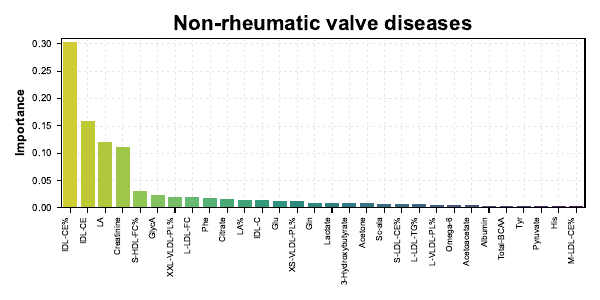 Non-rheumatic valve diseases
Importance
0.30
0.25
0.20
0.15
0.10
0.05
0.00
IDL-CE%
IDL-CE
LA
Creatinine
S-HDL-FC%
GlycA
XXL-VLDL-PL%
L-LDL-FC
Phe
Citrate
LA%
IDL-C
Glu
XS-VLDL-PL%
Gln
Lactate
3-Hydroxybutyrate
Acetone
S-LDL-CE%
L-LDL-TG%
L-VLDL-PL%
Omega-6
Acetoacetate
Albumin
Total-BCAA
Tyr
Pyruvate
His
M-LDL-CE%